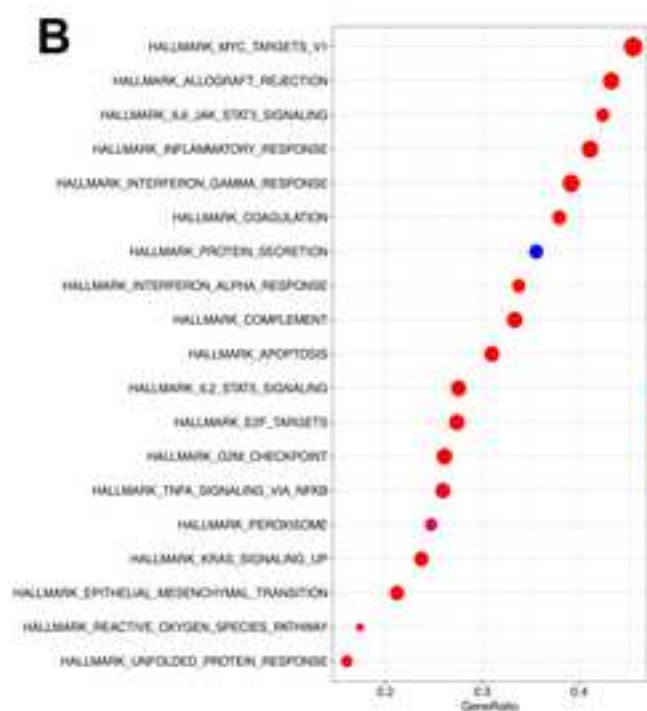 B
HALLMARK_MYC_TARGETS_V1
HALLMARK_ALLOGRAFT_REJECTION
HALLMARK_IL6_JAK_STAT3_SIGNALING
HALLMARK_INFLAMMATORY_RESPONSE
HALLMARK_INTERFERON_GAMMA_RESPONSE
HALLMARK_COAGULATION
HALLMARK_PROTEIN_SECRETION
HALLMARK_INTERFERON_ALPHA_RESPONSE
HALLMARK_COMPLEMENT
HALLMARK_APOPTOSIS
HALLMARK_IL2_STAT5_SIGNALING
HALLMARK_E2F_TARGETS
HALLMARK_G2M_CHECKPOINT
HALLMARK_TNFA_SIGNALING_VIA_NFKB
HALLMARK_PEROXISOME
HALLMARK_KRAS_SIGNALING_UP
HALLMARK_EPITHELIAL_MESENCHYMAL_TRANSITION
HALLMARK_REACTIVE_OXYGEN_SPECIES_PATHWAY
HALLMARK_UNFOLDED_PROTEIN_RESPONSE
0.2 0.3 0.4
GeneRatio